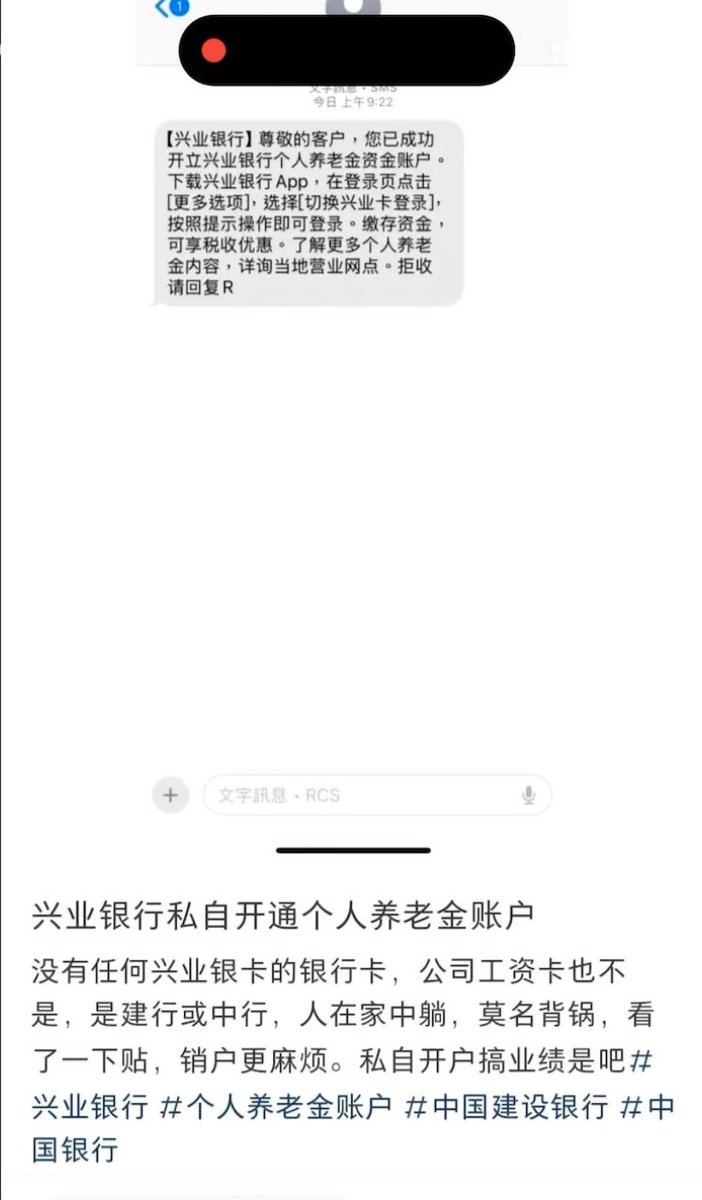 1
文字訊息・SMS
今日 上午9:22
【兴业银行】尊敬的客户，您已成功
开立兴业银行个人养老金资金账户。
下载兴业银行App，在登录页点击
[更多选项]，选择[切换兴业卡登录]，
按照提示操作即可登录。缴存资金，
可享税收优惠。了解更多个人养老
金内容，详询当地营业网点。拒收
请回复R
文字訊息・RCS
兴业银行私自开通个人养老金账户
没有任何兴业银卡的银行卡，公司工资卡也不
是，是建行或中行，人在家中躺，莫名背锅，看
了一下贴，销户更麻烦。私自开户搞业绩是吧#
兴业银行 #个人养老金账户 #中国建设银行 #中
国银行